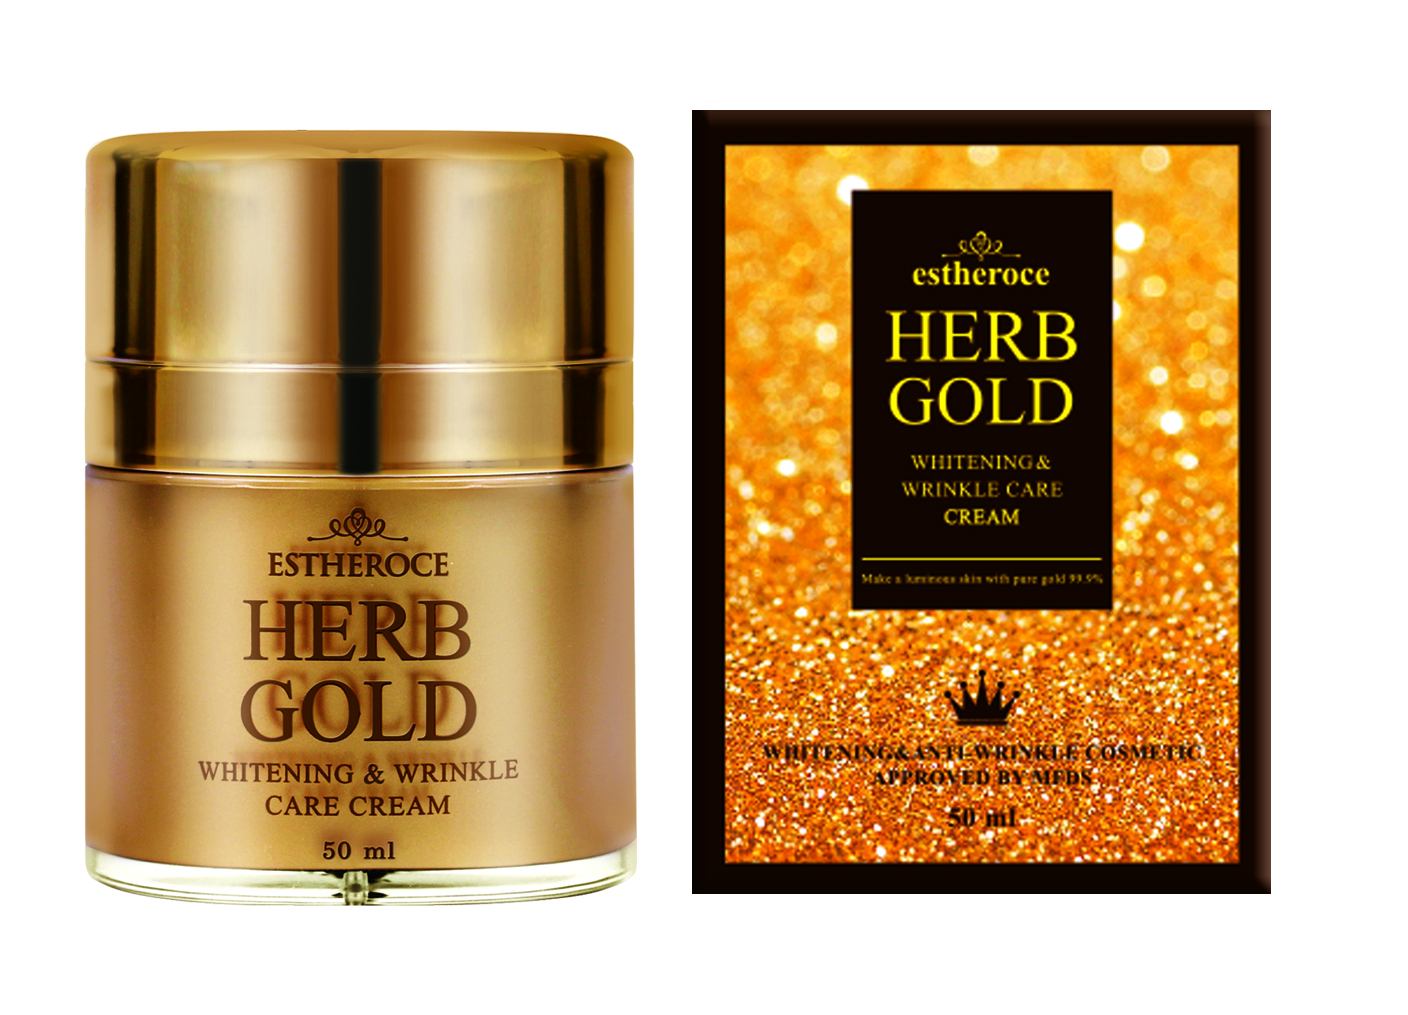 ESTHEROCE
HERB
GOLD
WHITENING & WRINKLE
CARE CREAM
50 ml
estheroce
HERB
GOLD
WHITENING&
WRINKLE CARE
CREAM
Make a luminous skin with pure gold 99.9%
WHITENING&ANTI-WRINKLE COSMETIC
APPROVED BY MFDS
50 ml